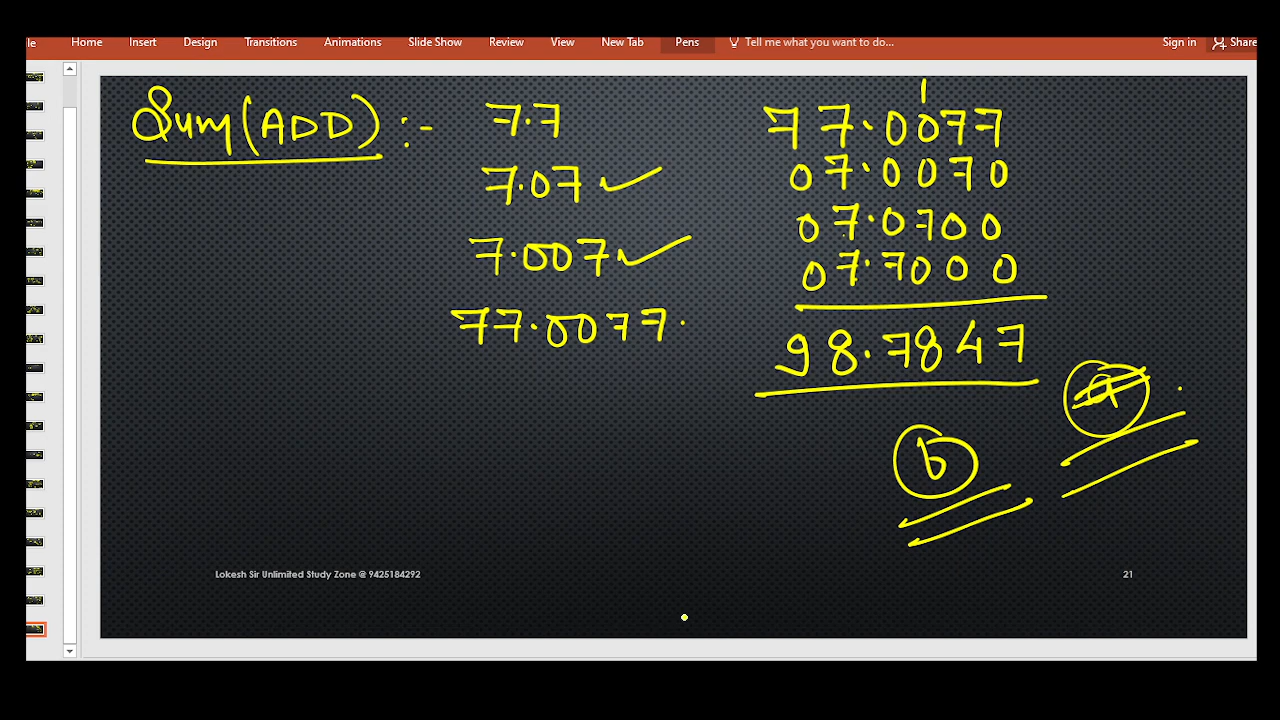 le Home Insert Design Transitions Animations Slide Show Review View New Tab Pens Tell me what you want to do... Sign in Share
Sum(ADD) :-
7.7
7.07
7.007
77.0077
1
77.0077
07.0070
07.0700
07.7000
98.7847
a
b
Lokesh Sir Unlimited Study Zone @ 9425184292
21